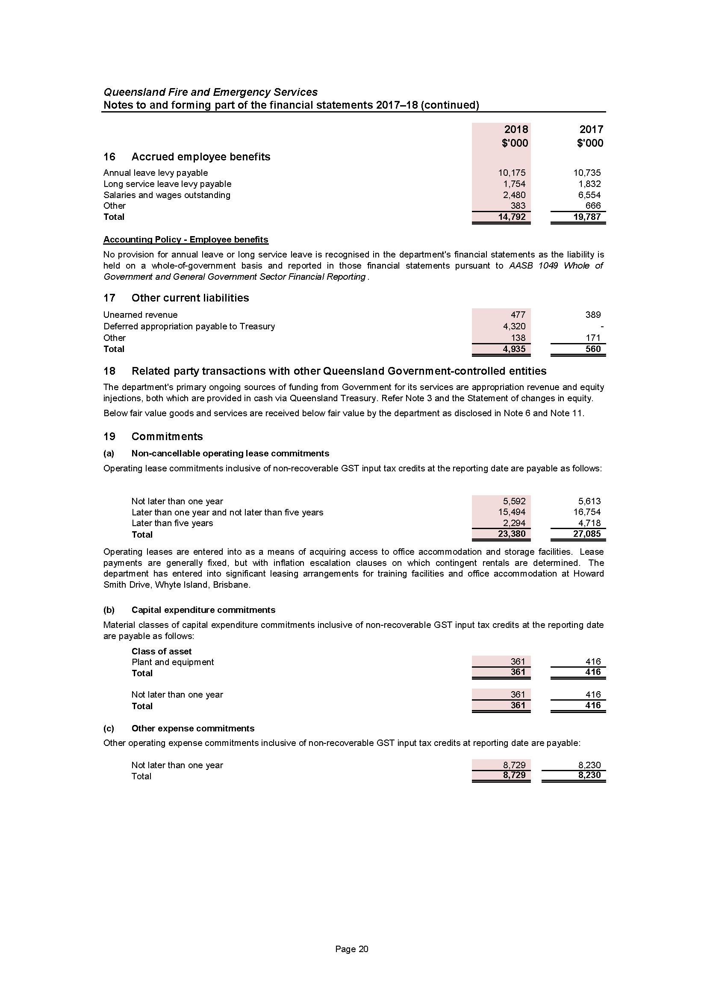 Queensland Fire and Emergency Services
Notes to and forming part of the financial statements 2017–18 (continued)
2018 2017
$'000 $'000
16 Accrued employee benefits
Annual leave levy payable 10,175 10,735
Long service leave levy payable 1,754 1,832
Salaries and wages outstanding 2,480 6,554
Other 383 666
Total 14,792 19,787
Accounting Policy - Employee benefits
No provision for annual leave or long service leave is recognised in the department's financial statements as the liability is
held on a whole-of-government basis and reported in those financial statements pursuant to AASB 1049 Whole of
Government and General Government Sector Financial Reporting .
17 Other current liabilities
Unearned revenue 477 389
Deferred appropriation payable to Treasury 4,320 -
Other 138 171
Total 4,935 560
18 Related party transactions with other Queensland Government-controlled entities
The department's primary ongoing sources of funding from Government for its services are appropriation revenue and equity
injections, both which are provided in cash via Queensland Treasury. Refer Note 3 and the Statement of changes in equity.
Below fair value goods and services are received below fair value by the department as disclosed in Note 6 and Note 11.
19 Commitments
(a) Non-cancellable operating lease commitments
Operating lease commitments inclusive of non-recoverable GST input tax credits at the reporting date are payable as follows:
Not later than one year 5,592 5,613
Later than one year and not later than five years 15,494 16,754
Later than five years 2,294 4,718
Total 23,380 27,085
Operating leases are entered into as a means of acquiring access to office accommodation and storage facilities. Lease
payments are generally fixed, but with inflation escalation clauses on which contingent rentals are determined. The
department has entered into significant leasing arrangements for training facilities and office accommodation at Howard
Smith Drive, Whyte Island, Brisbane.
(b) Capital expenditure commitments
Material classes of capital expenditure commitments inclusive of non-recoverable GST input tax credits at the reporting date
are payable as follows:
Class of asset
Plant and equipment 361 416
Total 361 416
Not later than one year 361 416
Total 361 416
(c) Other expense commitments
Other operating expense commitments inclusive of non-recoverable GST input tax credits at reporting date are payable:
Not later than one year 8,729 8,230
Total 8,729 8,230
Page 20